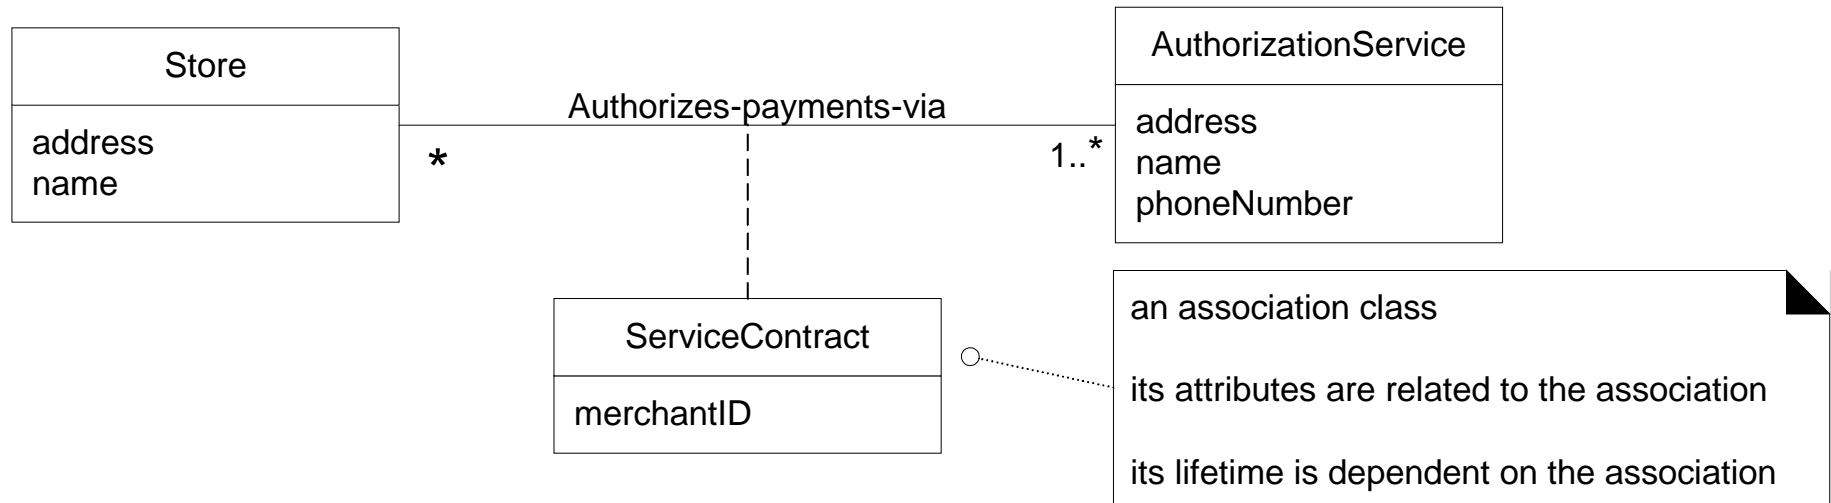 Store
address
name
Authorizes-payments-via
*
1..*
AuthorizationService
address
name
phoneNumber
ServiceContract
merchantID
an association class
its attributes are related to the association
its lifetime is dependent on the association